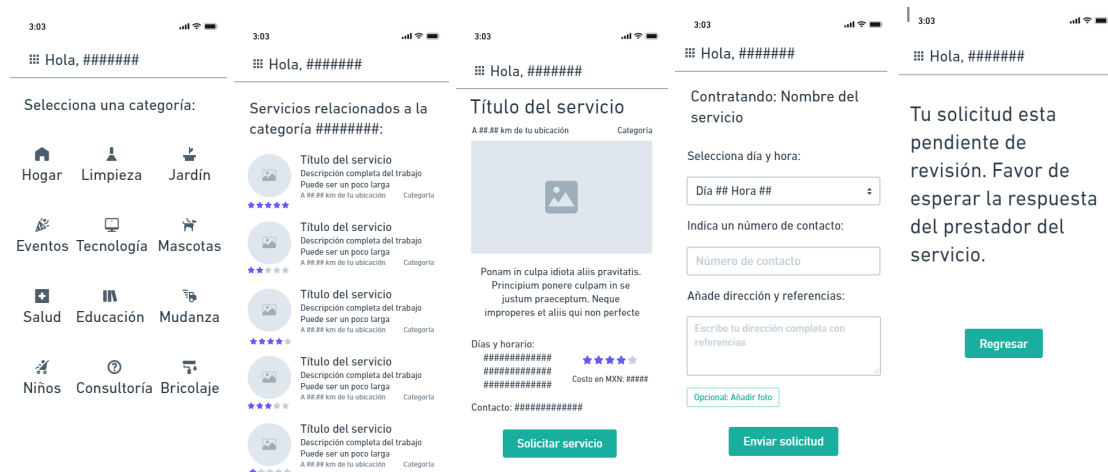 3:03
Hola, #######
Selecciona una categoría:
Hogar Limpieza Jardín
Eventos Tecnología Mascotas
Salud Educación Mudanza
Niños Consultoría Bricolaje
3:03
Hola, #######
Servicios relacionados a la
categoría ########:
Título del servicio
Descripción completa del trabajo
Puede ser un poco larga
A ##.## km de tu ubicación Categoría
Título del servicio
Descripción completa del trabajo
Puede ser un poco larga
A ##.## km de tu ubicación Categoría
Título del servicio
Descripción completa del trabajo
Puede ser un poco larga
A ##.## km de tu ubicación Categoría
Título del servicio
Descripción completa del trabajo
Puede ser un poco larga
A ##.## km de tu ubicación Categoría
Título del servicio
Descripción completa del trabajo
Puede ser un poco larga
A ##.## km de tu ubicación Categoría
3:03
Hola, #######
Título del servicio
A ##.## km de tu ubicación Categoría
Ponam in culpa idiota aliis pravitatis.
Principium ponere culpam in se
justum praeceptum. Neque
improperes et aliis qui non perfecte
Días y horario:
#############
#############
#############
Costo en MXN: #####
Contacto: #############
Solicitar servicio
3:03
Hola, #######
Contratando: Nombre del
servicio
Selecciona día y hora:
Día ## Hora ##
Indica un número de contacto:
Número de contacto
Añade dirección y referencias:
Escribe tu dirección completa con
referencias
Opcional: Añadir foto
Enviar solicitud
3:03
Hola, #######
Tu solicitud esta
pendiente de
revisión. Favor de
esperar la respuesta
del prestador del
servicio.
Regresar